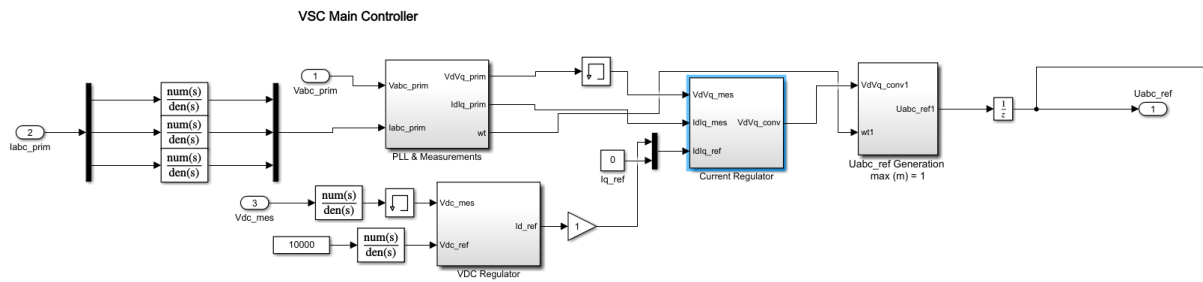 VSC Main Controller
2
Iabc_prim
num(s)
den(s)
num(s)
den(s)
num(s)
den(s)
1
Vabc_prim
Vabc_prim
Iabc_prim
VdVq_prim
IdIq_prim
wt
PLL & Measurements
3
Vdc_mes
num(s)
den(s)
10000
num(s)
den(s)
Vdc_mes
Vdc_ref
Id_ref
VDC Regulator
1
0
Iq_ref
VdVq_mes
IdIq_mes
IdIq_ref
VdVq_conv
Current Regulator
VdVq_conv1
wt1
Uabc_ref1
Uabc_ref Generation
max (m) = 1
1
z
Uabc_ref
1